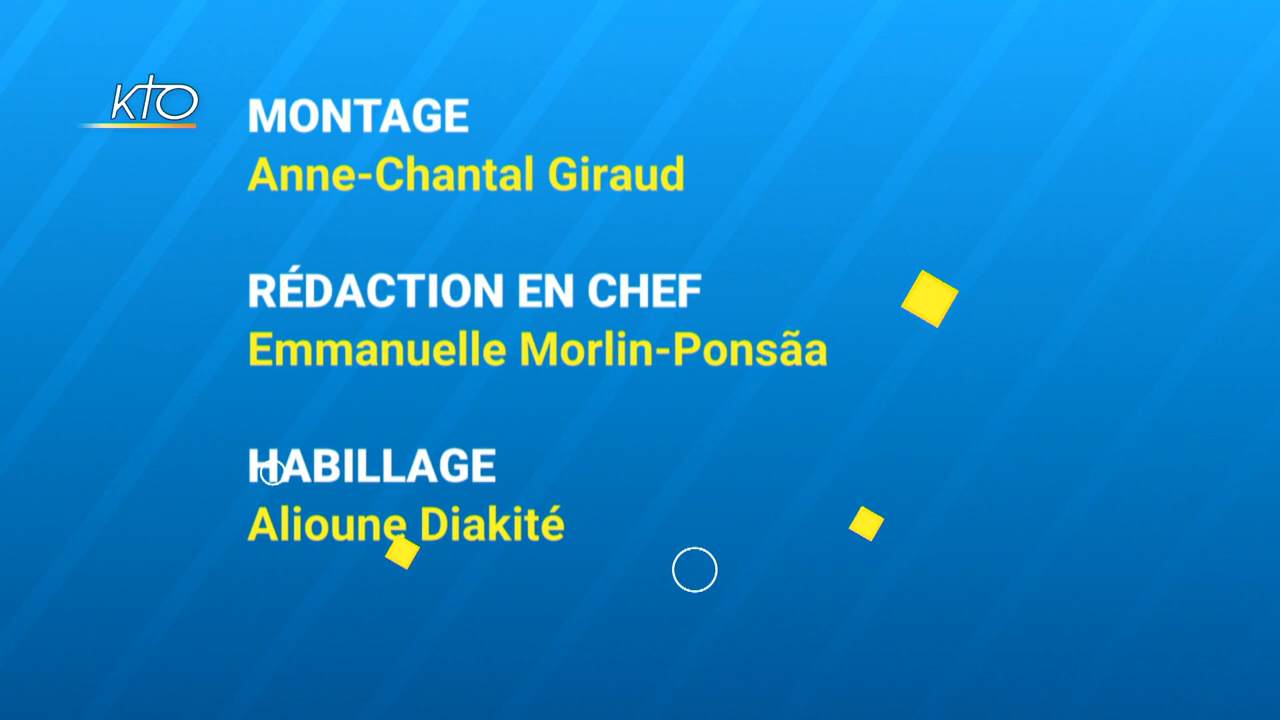 KTO
MONTAGE
Anne-Chantal Giraud
RÉDACTION EN CHEF
Emmanuelle Morlin-Ponsãa
HABILLAGE
Alioune Diakité